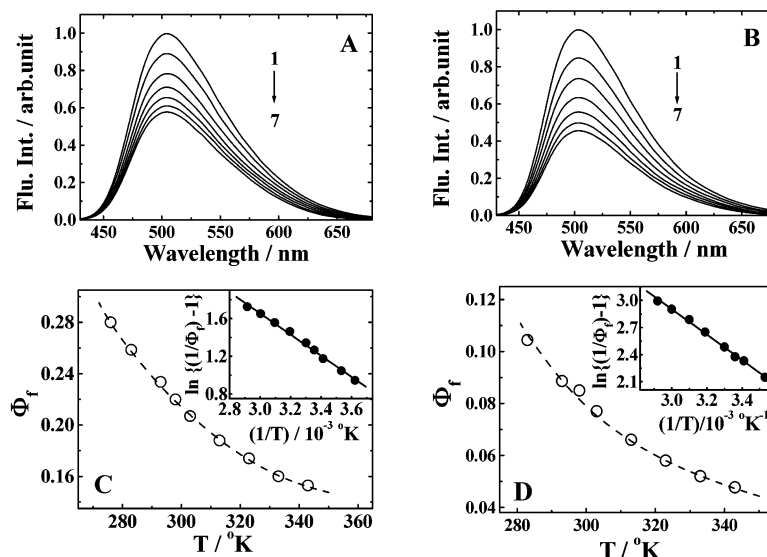 A
1
7
Flu. Int. / arb.unit
1.0
0.8
0.6
0.4
0.2
0.0
450 500 550 600 650
Wavelength / nm
B
1
7
Flu. Int. / arb.unit
1.0
0.8
0.6
0.4
0.2
0.0
450 500 550 600 650
Wavelength / nm
C
Φf
0.28
0.24
0.20
0.16
280 300 320 340 360
T / °K
ln {(1/Φf) -1}
2.0
1.6
1.2
2.8 3.0 3.2 3.4 3.6
(1/T) / 10⁻³ °K
D
Φf
0.12
0.10
0.08
0.06
0.04
280 300 320 340
T / °K
ln{(1/Φf)-1}
3.0
2.7
2.4
2.1
3.0 3.2 3.4
(1/T)/10⁻³ °K⁻¹